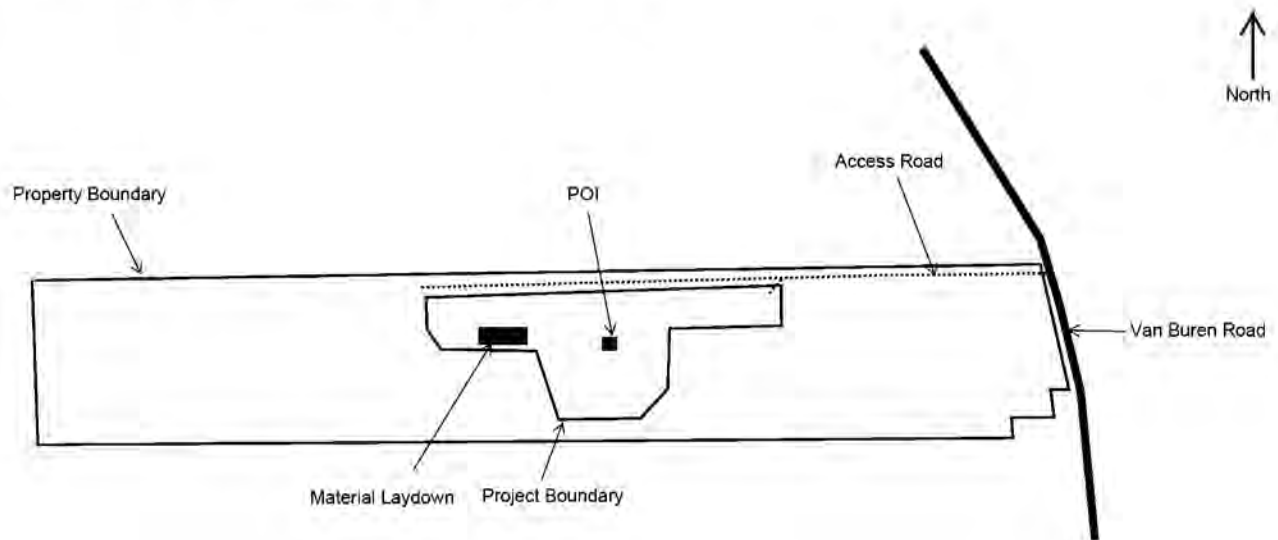 North
Access Road
Property Boundary
POI
Van Buren Road
Material Laydown
Project Boundary